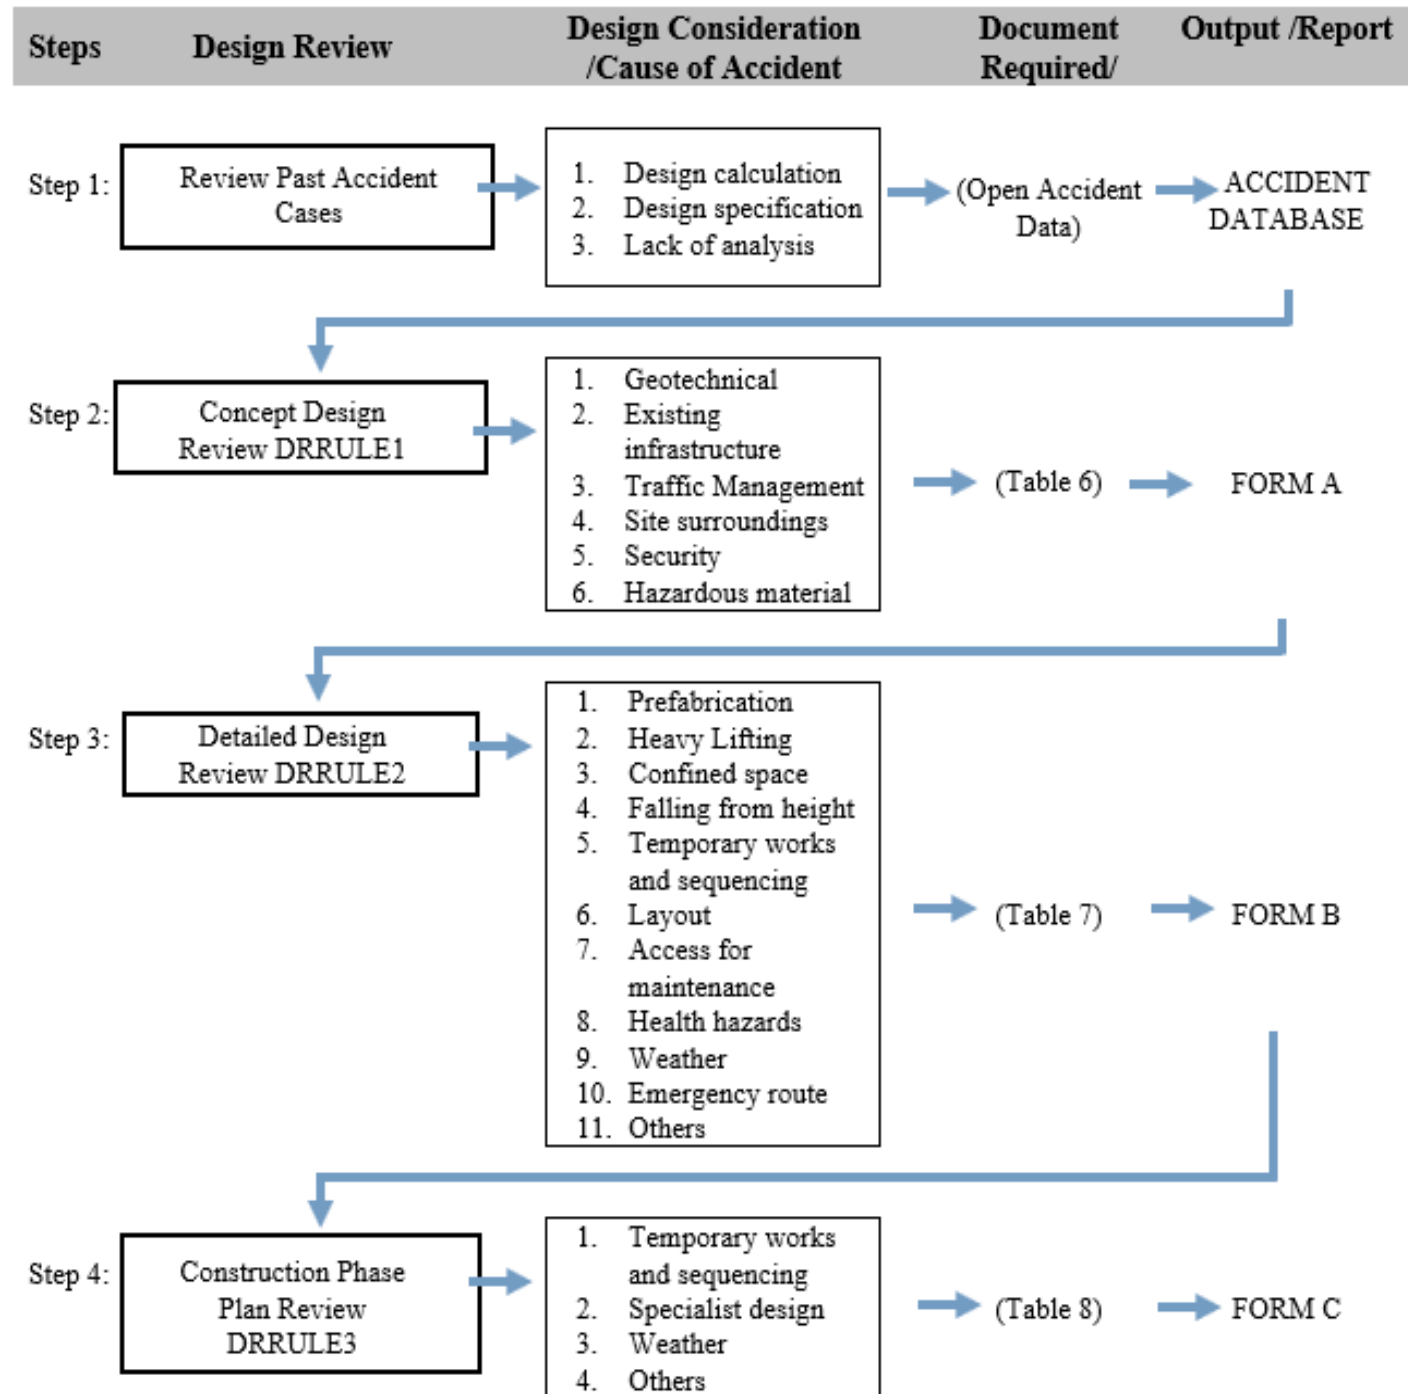 Steps
Design Review
Design Consideration
/Cause of Accident
Document
Required/
Output /Report
Step 1:
Review Past Accident
Cases
1. Design calculation
2. Design specification
3. Lack of analysis
(Open Accident
Data)
ACCIDENT
DATABASE
Step 2:
Concept Design
Review DRRULE1
1. Geotechnical
2. Existing
infrastructure
3. Traffic Management
4. Site surroundings
5. Security
6. Hazardous material
(Table 6)
FORM A
Step 3:
Detailed Design
Review DRRULE2
1. Prefabrication
2. Heavy Lifting
3. Confined space
4. Falling from height
5. Temporary works
and sequencing
6. Layout
7. Access for
maintenance
8. Health hazards
9. Weather
10. Emergency route
11. Others
(Table 7)
FORM B
Step 4:
Construction Phase
Plan Review
DRRULE3
1. Temporary works
and sequencing
2. Specialist design
3. Weather
4. Others
(Table 8)
FORM C